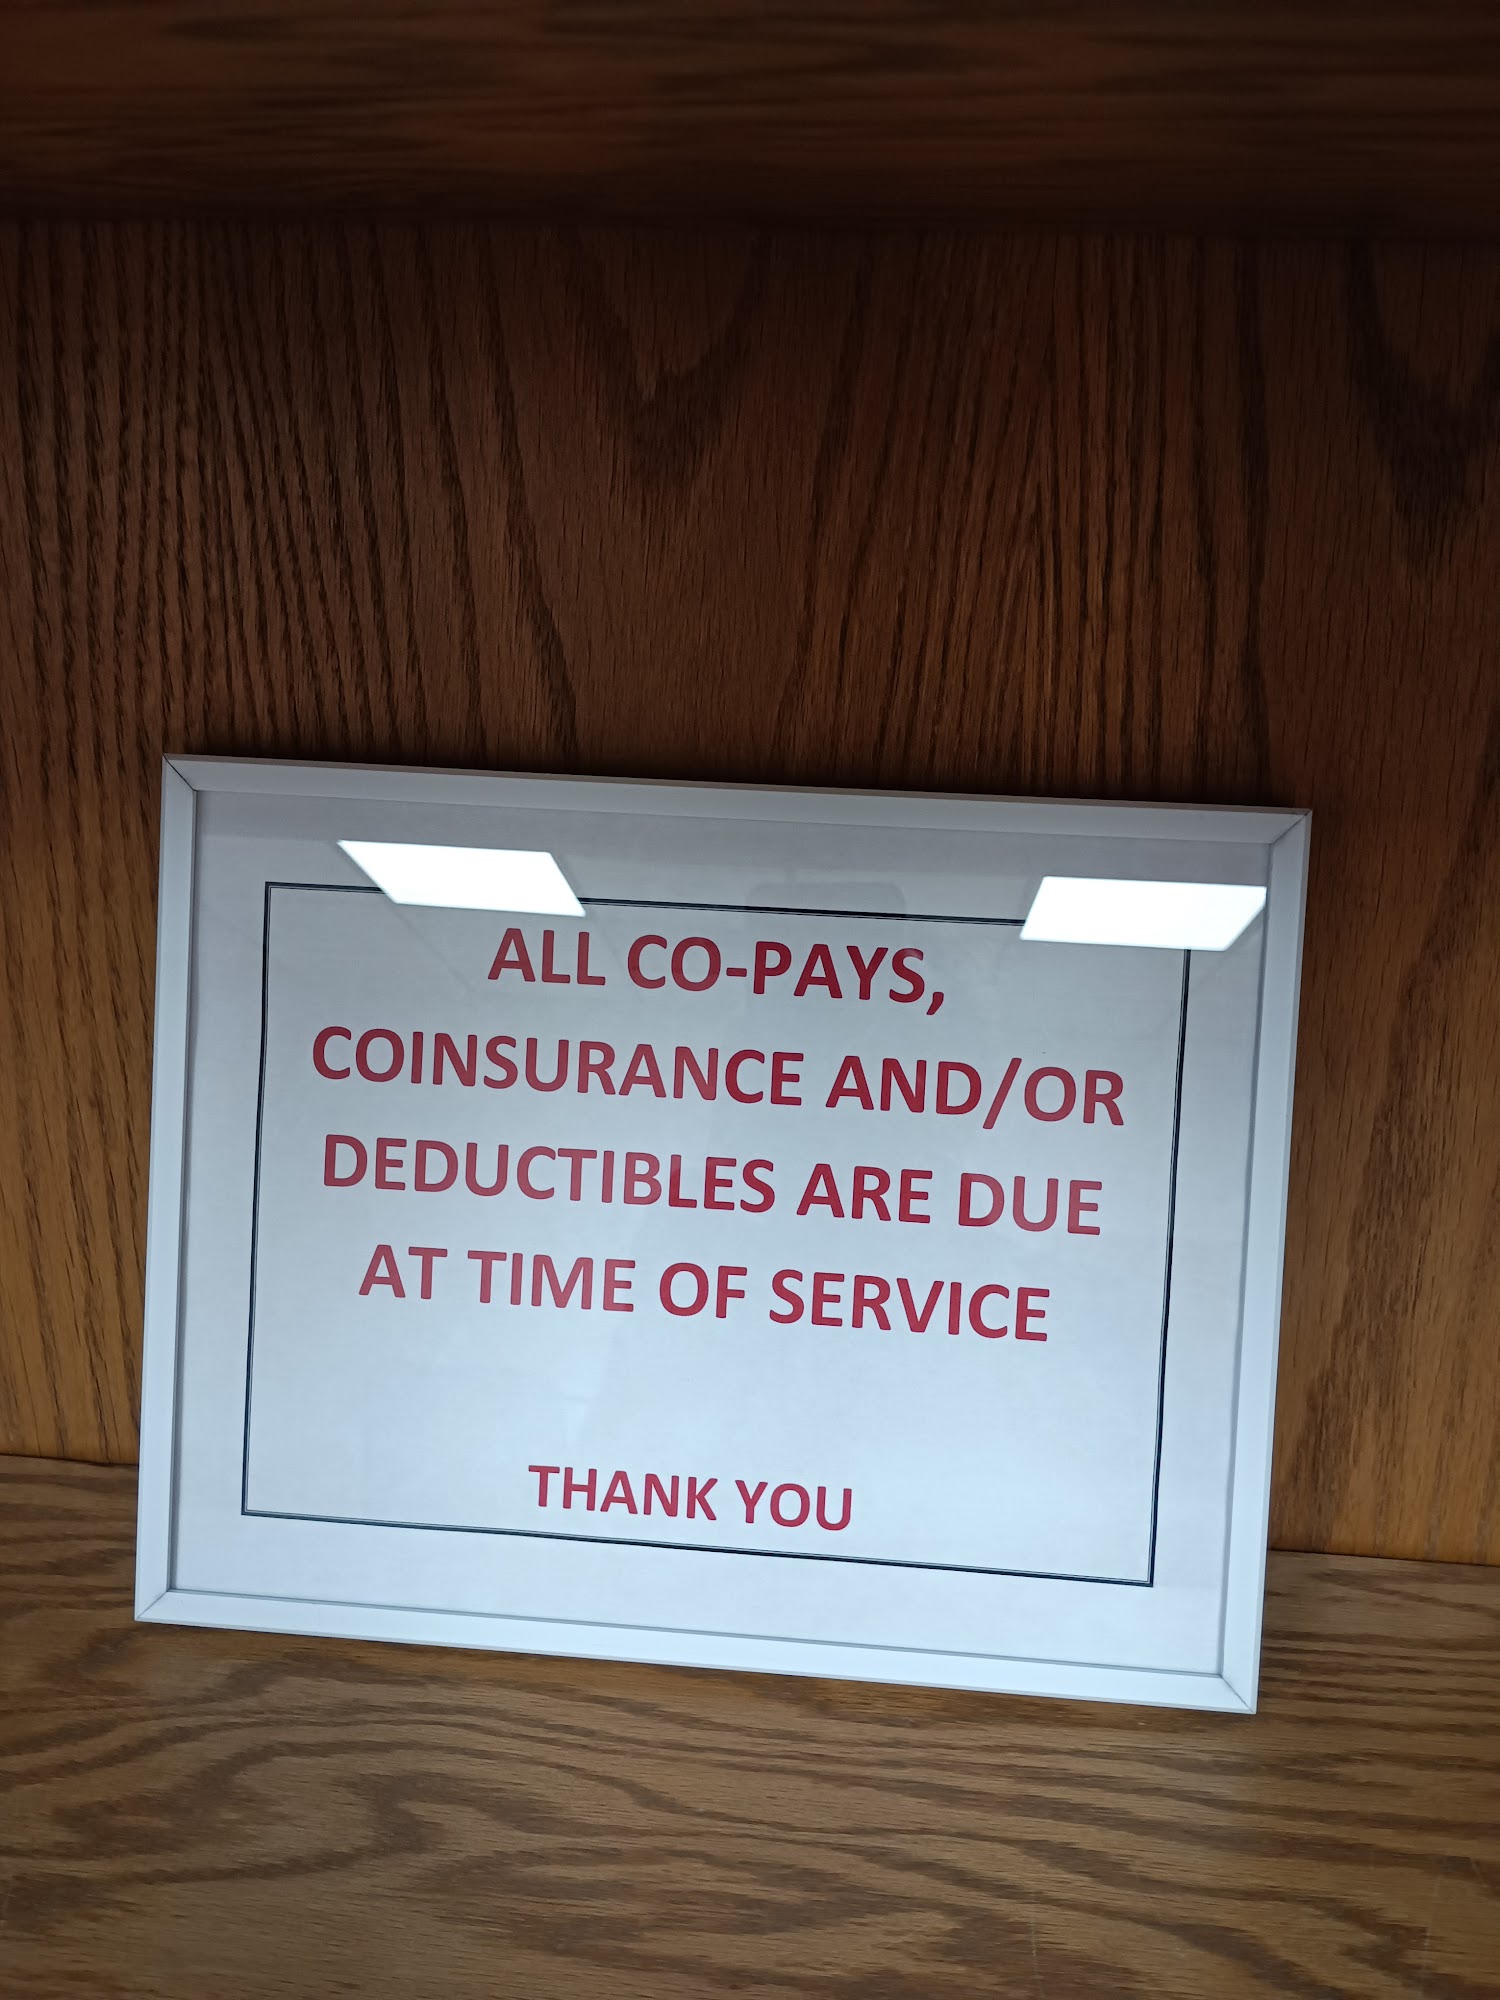 ALL CO-PAYS,
COINSURANCE AND/OR
DEDUCTIBLES ARE DUE
AT TIME OF SERVICE
THANK YOU